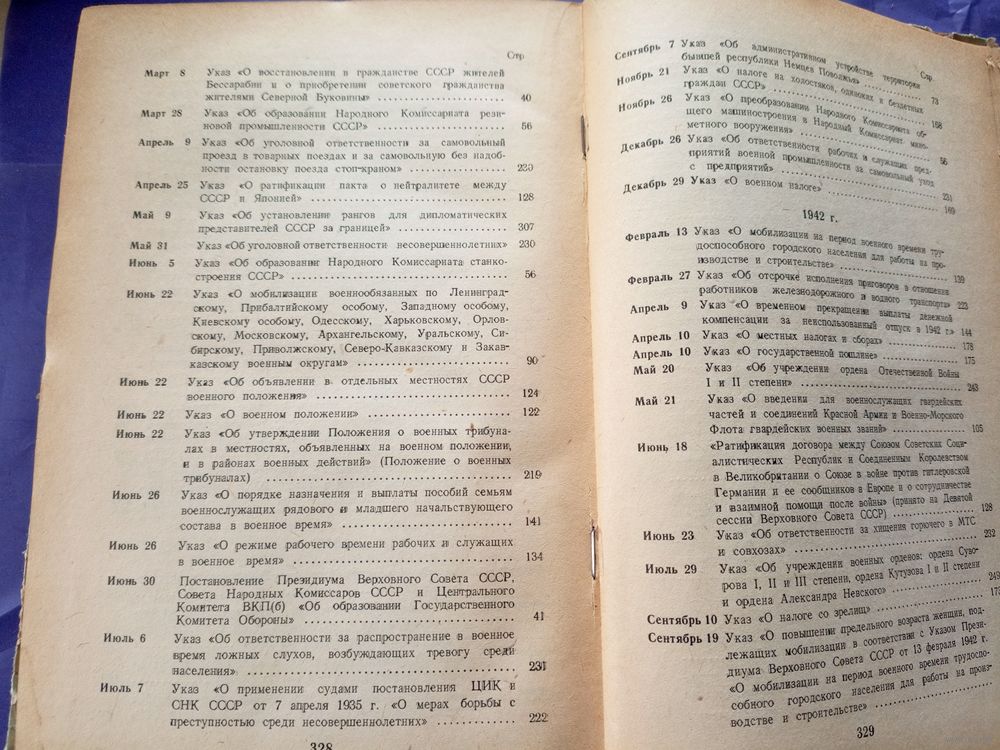 Стр.
Март 8 Указ «О восстановлении в гражданстве СССР жителей
Бессарабии и о приобретении советского гражданства
жителями Северной Буковины» 40
Март 28 Указ «Об образовании Народного Комиссариата рези-
новой промышленности СССР» 56
Апрель 9 Указ «Об уголовной ответственности за самовольный
проезд в товарных поездах и за самовольную без надоб-
ности остановку поезда стоп-краном» 230
Апрель 25 Указ «О ратификации пакта о нейтралитете между
СССР и Японией» 128
Май 9 Указ «Об установлении рангов для дипломатических
представителей СССР за границей» 307
Май 31 Указ «Об уголовной ответственности несовершеннолетних» 230
Июнь 5 Указ «Об образовании Народного Комиссариата станко-
строения СССР» 56
Июнь 22 Указ «О мобилизации военнообязанных по Ленинград-
скому, Прибалтийскому особому, Западному особому,
Киевскому особому, Одесскому, Харьковскому, Орлов-
скому, Московскому, Архангельскому, Уральскому, Си-
бирскому, Приволжскому, Северо-Кавказскому и Закав-
казскому военным округам» 90
Июнь 22 Указ «Об объявлении в отдельных местностях СССР
военного положения» 124
Июнь 22 Указ «О военном положении» 122
Июнь 22 Указ «Об утверждении Положения о военных трибуна-
лах в местностях, объявленных на военном положении,
и в районах военных действий» (Положение о военных
трибуналах) 219
Июнь 26 Указ «О порядке назначения и выплаты пособий семьям
военнослужащих рядового и младшего начальствующего
состава в военное время» 141
Июнь 26 Указ «О режиме рабочего времени рабочих и служащих
в военное время» 134
Июнь 30 Постановление Президиума Верховного Совета СССР,
Совета Народных Комиссаров СССР и Центрального
Комитета ВКП(б) «Об образовании Государственного
Комитета Обороны» 41
Июль 6 Указ «Об ответственности за распространение в военное
время ложных слухов, возбуждающих тревогу среди
населения» 231
Июль 7 Указ «О применении судами постановления ЦИК и
СНК СССР от 7 апреля 1935 г. «О мерах борьбы с
преступностью среди несовершеннолетних» 222
328
Стр.
Сентябрь 7 Указ «Об административном устройстве территории
бывшей республики Немцев Поволжья» 73
Ноябрь 21 Указ «О налоге на холостяков, одиноких и бездетных
граждан СССР» 168
Ноябрь 26 Указ «О преобразовании Народного Комиссариата об-
щего машиностроения в Народный Комиссариат мино-
метного вооружения» 56
Декабрь 26 Указ «Об ответственности рабочих и служащих пред-
приятий военной промышленности за самовольный уход
с предприятий» 231
Декабрь 29 Указ «О военном налоге» 169
1942 г.
Февраль 13 Указ «О мобилизации на период военного времени тру-
доспособного городского населения для работы на про-
изводстве и строительстве» 139
Февраль 27 Указ «Об отсрочке исполнения приговоров в отношении
работников железнодорожного и водного транспорта» 223
Апрель 9 Указ «О временном прекращении выплаты денежной
компенсации за неиспользованный отпуск в 1942 г.» 144
Апрель 10 Указ «О местных налогах и сборах» 178
Апрель 10 Указ «О государственной пошлине» 175
Май 20 Указ «Об учреждении ордена Отечественной Войны
I и II степени» 243
Май 21 Указ «О введении для военнослужащих гвардейских
частей и соединений Красной Армии и Военно-Морского
Флота гвардейских военных званий» 105
Июнь 18 «Ратификация договора между Союзом Советских Соци-
алистических Республик и Соединенным Королевством
в Великобритании о Союзе в войне против гитлеровской
Германии и ее сообщников в Европе и о сотрудничестве
и взаимной помощи после войны» (принято на Девятой
сессии Верховного Совета СССР) 128
Июнь 23 Указ «Об ответственности за хищения горючего в МТС
и совхозах» 232
Июль 29 Указ «Об учреждении военных орденов: ордена Суво-
рова I, II и III степени, ордена Кутузова I и II степени
и ордена Александра Невского» 249
Сентябрь 10 Указ «О налоге со зрелищ»
Сентябрь 19 Указ «О повышении предельного возраста женщин, под-
лежащих мобилизации в соответствии с Указом Прези-
диума Верховного Совета СССР от 13 февраля 1942 г.
«О мобилизации на период военного времени трудоспо-
собного городского населения для работы на произ-
водстве и строительстве»
329